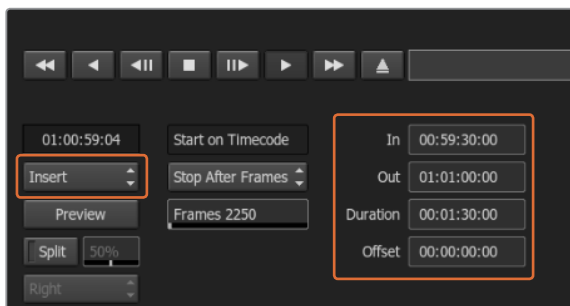 01:00:59:04 Start on Timecode In 00:59:30:00
Insert Stop After Frames Out 01:01:00:00
Preview Frames 2250 Duration 00:01:30:00
Split 50% Offset 00:00:00:00
Right